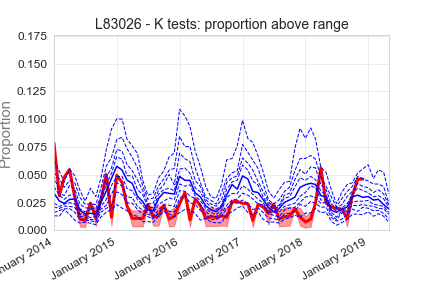 L83026 - K tests: proportion above range
Proportion
0.175
0.150
0.125
0.100
0.075
0.050
0.025
0.000
nuary 2014
January 2015
January 2016
January 2017
January 2018
January 2019